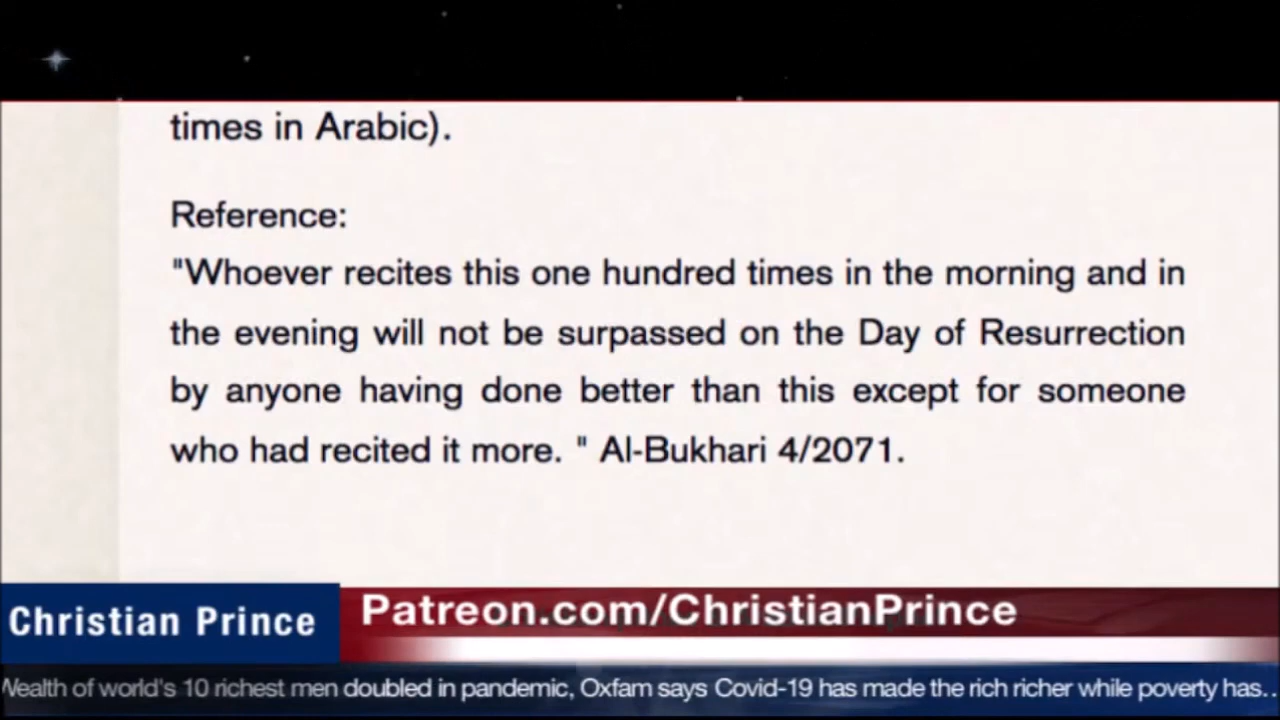 times in Arabic).
Reference:
"Whoever recites this one hundred times in the morning and in
the evening will not be surpassed on the Day of Resurrection
by anyone having done better than this except for someone
who had recited it more. " Al-Bukhari 4/2071.
Christian Prince
Patreon.com/ChristianPrince
Wealth of world's 10 richest men doubled in pandemic, Oxfam says Covid-19 has made the rich richer while poverty has..